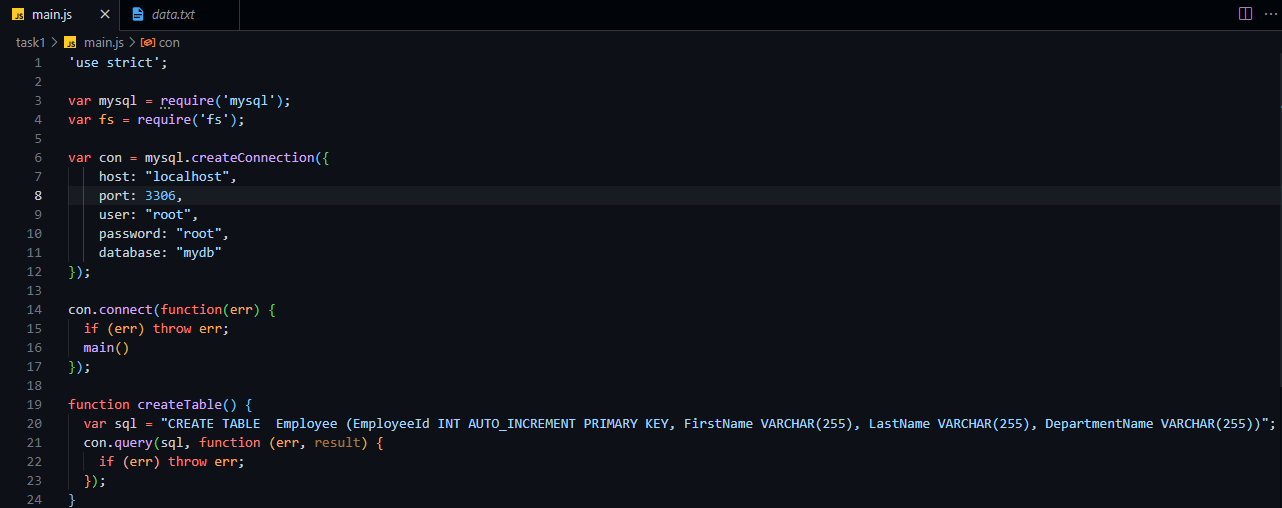 main.js × data.txt
task1 > JS main.js > con
1 'use strict';
2
3 var mysql = require('mysql');
4 var fs = require('fs');
5
6 var con = mysql.createConnection({
7     host: "localhost",
8     port: 3306,
9     user: "root",
10     password: "root",
11     database: "mydb"
12 });
13
14 con.connect(function(err) {
15   if (err) throw err;
16   main()
17 });
18
19 function createTable() {
20   var sql = "CREATE TABLE  Employee (EmployeeId INT AUTO_INCREMENT PRIMARY KEY, FirstName VARCHAR(255), LastName VARCHAR(255), DepartmentName VARCHAR(255))";
21   con.query(sql, function (err, result) {
22     if (err) throw err;
23   });
24 }